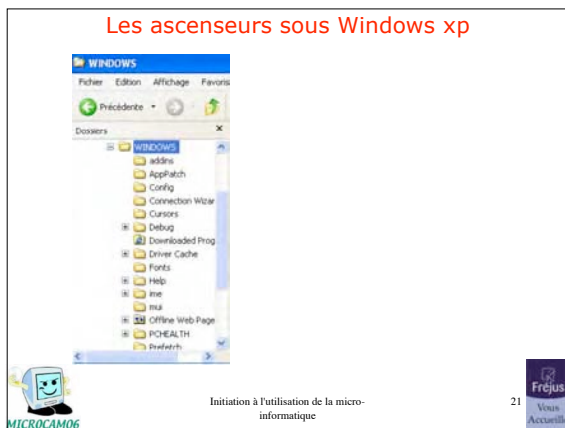 Les ascenseurs sous Windows xp
WINDOWS
Fichier Edition Affichage Favoris
Précédente
Dossiers
WINDOWS
addins
AppPatch
Config
Connection Wizar
Cursors
Debug
Downloaded Prog
Driver Cache
Fonts
Help
ime
mui
Offline Web Page
PCHEALTH
Prefetch
MICROCAM06
Initiation à l'utilisation de la micro-
informatique
21
Fréjus
Vous
Accueille